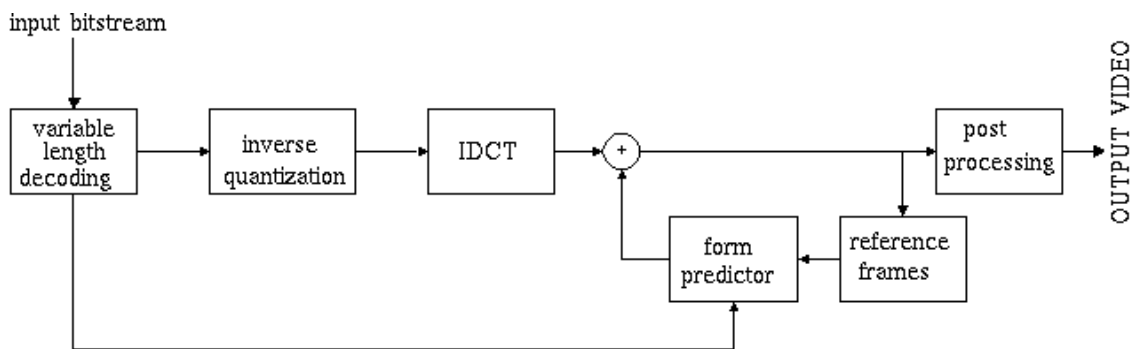 input bitstream
variable
length
decoding
inverse
quantization
IDCT
+
post
processing
OUTPUT VIDEO
form
predictor
reference
frames